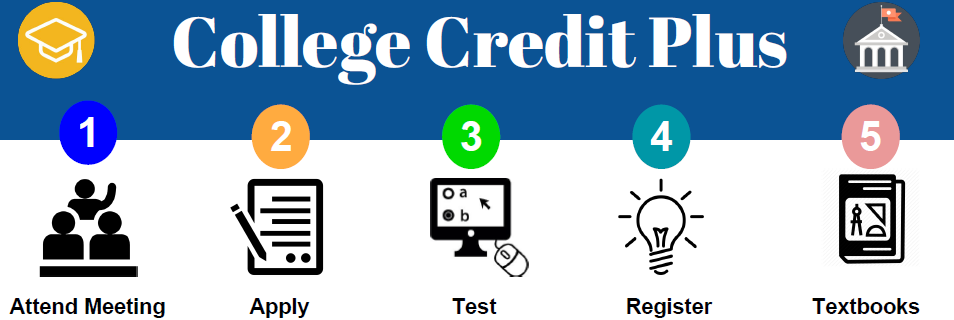 College Credit Plus
1 2 3 4 5
a
b
Attend Meeting Apply Test Register Textbooks